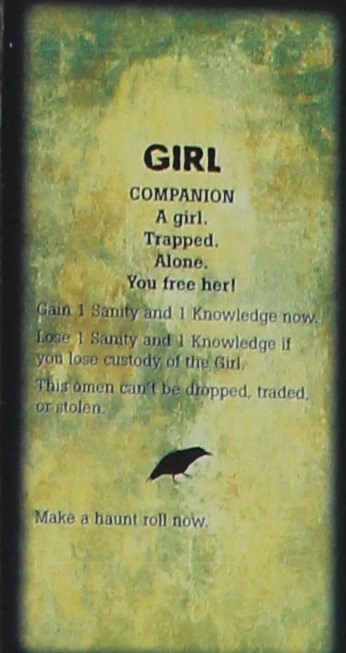 GIRL
COMPANION
A girl.
Trapped.
Alone.
You free her!
Gain 1 Sanity and 1 Knowledge now.
Lose 1 Sanity and 1 Knowledge if
you lose custody of the Girl.
This omen can't be dropped, traded,
or stolen.
Make a haunt roll now.